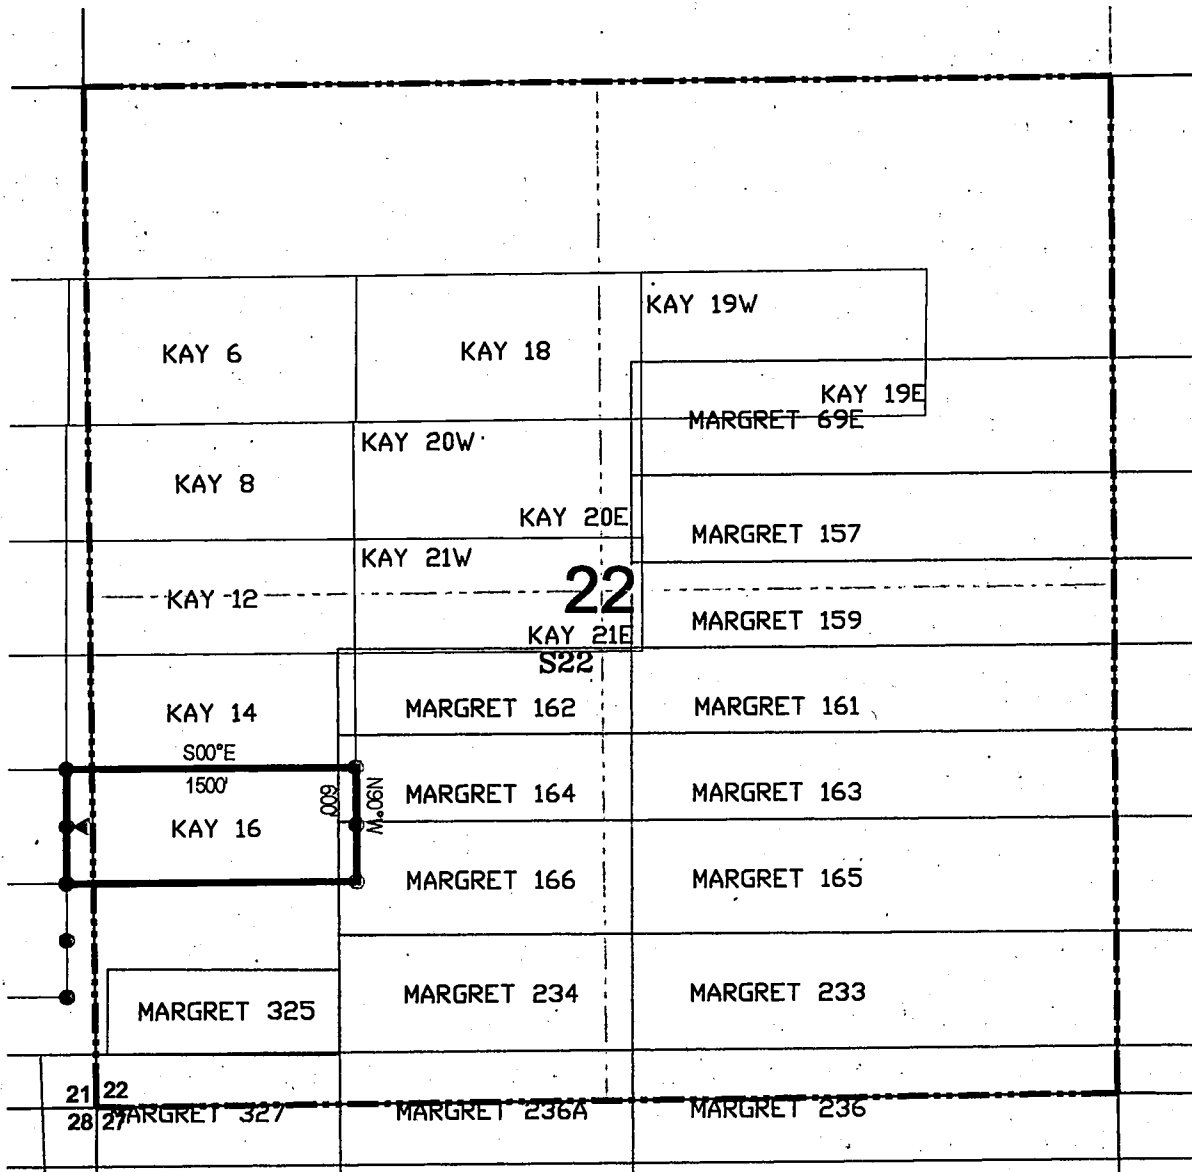 KAY 19W
KAY 6
KAY 18
KAY 19E
MARGRET 69E
KAY 20W
KAY 8
KAY 20E
MARGRET 157
KAY 21W
22
KAY 12
MARGRET 159
KAY 21E
S22
KAY 14
MARGRET 162
MARGRET 161
S00°E
1500'
600'
N90°W
MARGRET 164
MARGRET 163
KAY 16
MARGRET 166
MARGRET 165
MARGRET 325
MARGRET 234
MARGRET 233
21 22
28 27
MARGRET 327
MARGRET 236A
MARGRET 236